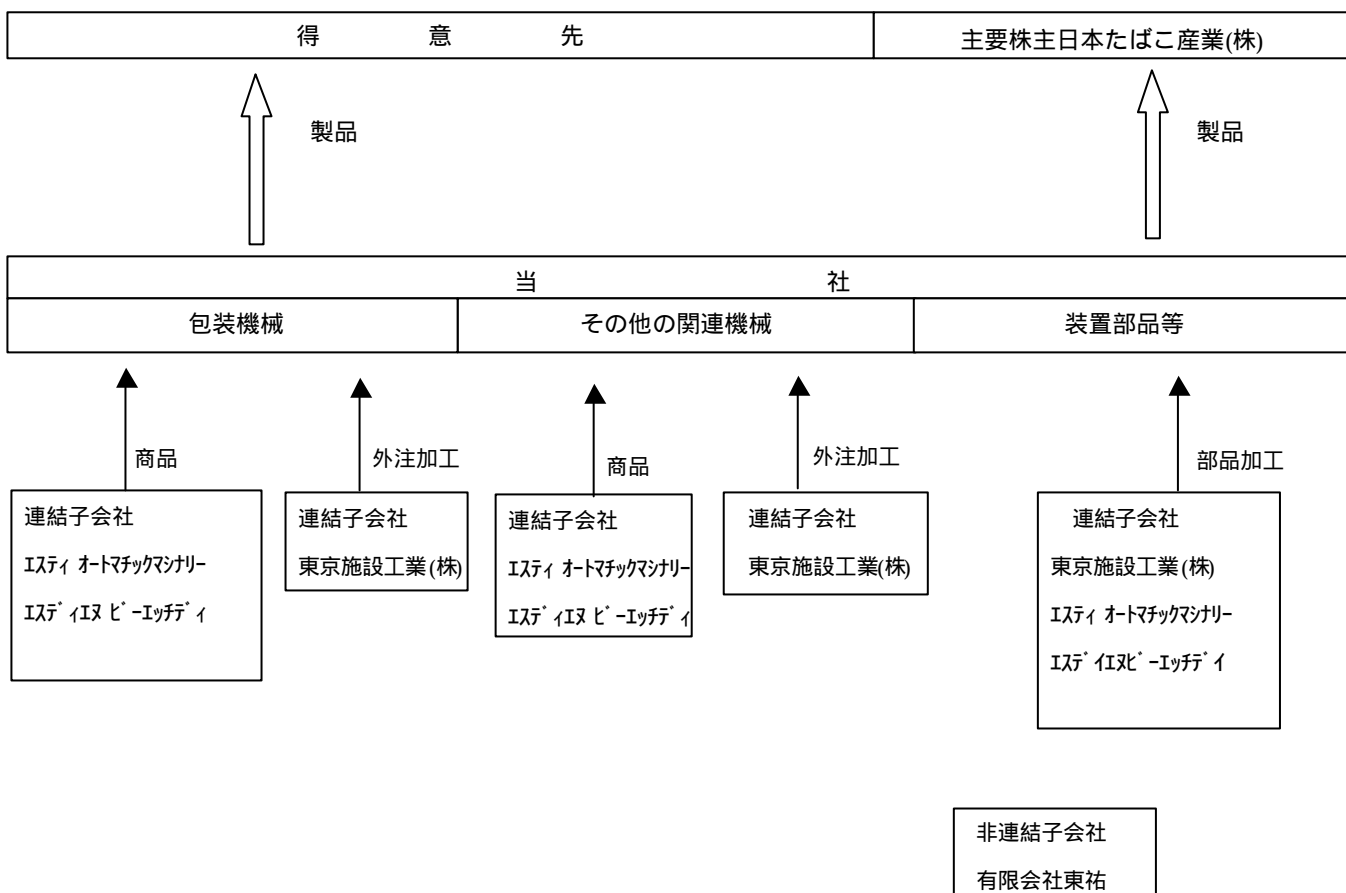 得意先
主要株主日本たばこ産業(株)
製品
製品
当社
包装機械
その他の関連機械
装置部品等
商品
外注加工
商品
外注加工
部品加工
連結子会社
ｴｽﾃｨ ｵｰﾄﾏﾁｯｸﾏｼﾅﾘｰ
ｴｽﾃﾞｨｴﾇ ﾋﾞｰｴｯﾁﾃﾞｨ
連結子会社
東京施設工業(株)
連結子会社
ｴｽﾃｨ ｵｰﾄﾏﾁｯｸﾏｼﾅﾘｰ
ｴｽﾃﾞｨｴﾇ ﾋﾞｰｴｯﾁﾃﾞｨ
連結子会社
東京施設工業(株)
連結子会社
東京施設工業(株)
ｴｽﾃｨ ｵｰﾄﾏﾁｯｸﾏｼﾅﾘｰ
ｴｽﾃﾞｲｴﾇﾋﾞｰｴｯﾁﾃﾞｲ
非連結子会社
有限会社東祐